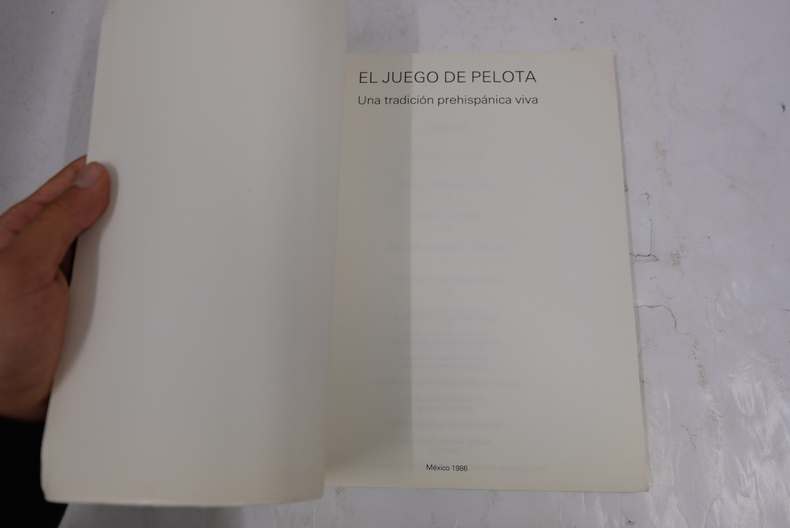 EL JUEGO DE PELOTA
Una tradición prehispánica viva
México 1986